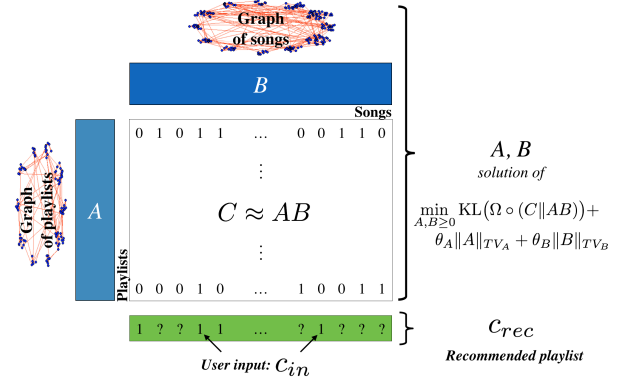 Graph
of songs
B
Songs
0 1 0 1 1 ... 0 0 1 1 0
⋮
Graph
of playlists
A
Playlists
C ≈ AB
⋮
0 0 0 1 0 ... 1 0 0 1 1
1 ? ? 1 1 ... ? 1 ? ? ?
User input: c_in
A, B
solution of
min KL(Ω ∘ (C∥AB)) +
A,B≥0
θ_A∥A∥_{TV_A} + θ_B∥B∥_{TV_B}
c_rec
Recommended playlist